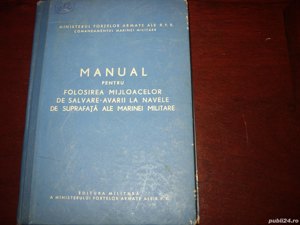 MINISTERUL FORȚELOR ARMATE ALE R.P.R.
COMANDAMENTUL MARINEI MILITARE
MANUAL
PENTRU
FOLOSIREA MIJLOACELOR
DE SALVARE-AVARII LA NAVELE
DE SUPRAFAȚĂ ALE MARINEI MILITARE
EDITURA MILITARĂ
A MINISTERULUI FORȚELOR ARMATE ALE R.P.R.
publi24.ro